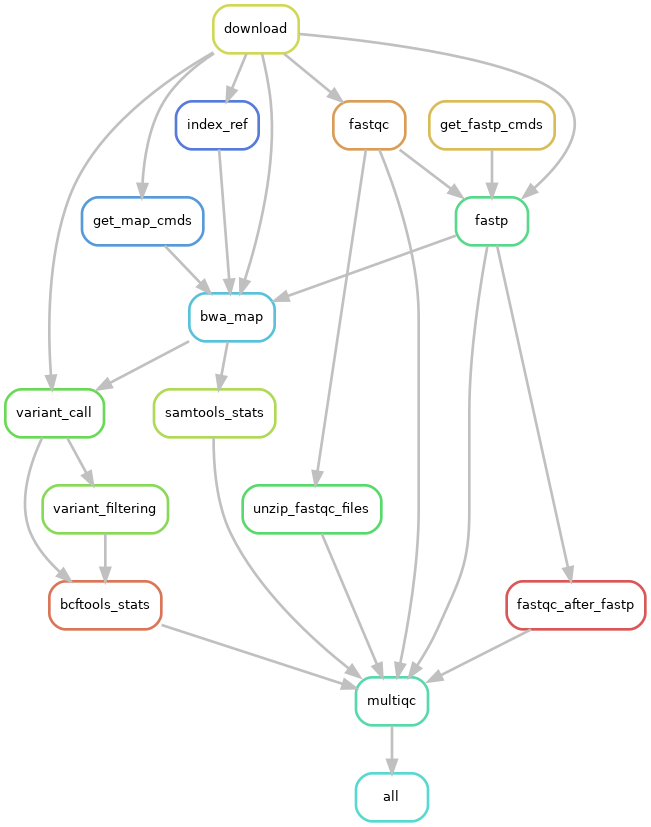 download
index_ref
fastqc
get_fastp_cmds
get_map_cmds
fastp
bwa_map
variant_call
samtools_stats
variant_filtering
unzip_fastqc_files
bcftools_stats
fastqc_after_fastp
multiqc
all